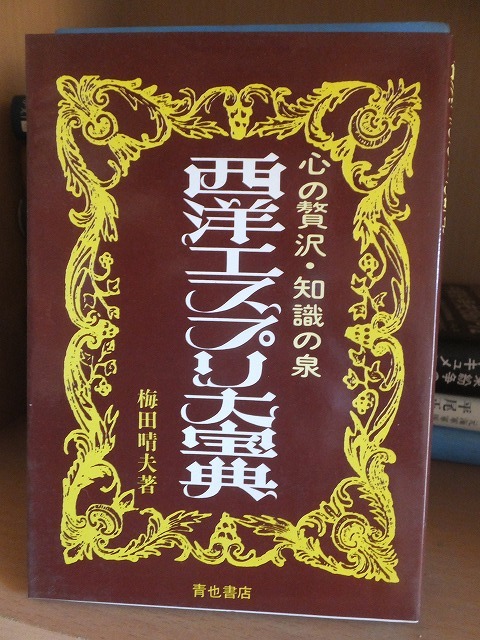 心の贅沢・知識の泉
西洋エスプリ大宝典
梅田晴夫著
青也書店